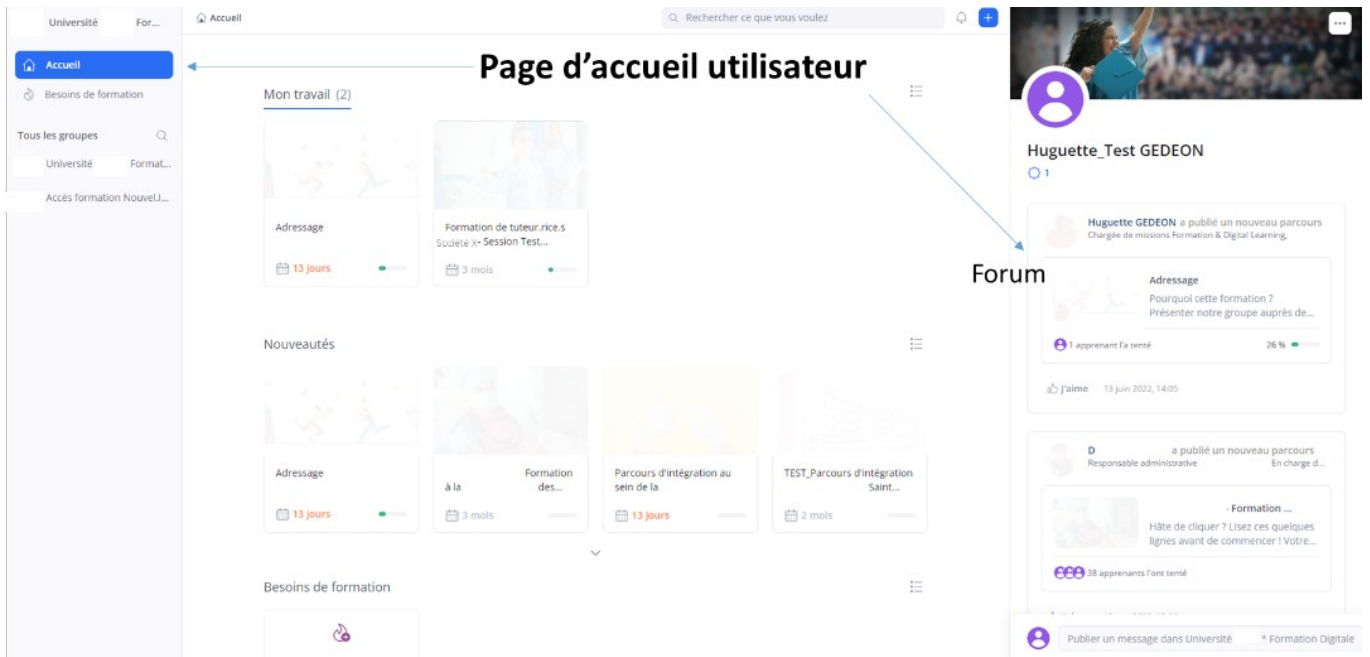 Université For...
Accueil
Besoins de formation
Tous les groupes
Université Format...
Accès formation Nouvel.l...
Accueil
Rechercher ce que vous voulez
Page d'accueil utilisateur
Mon travail (2)
Adressage
13 jours
Formation de tuteur.rice.s
Société X- Session Test...
3 mois
Nouveautés
Adressage
13 jours
Formation
à la des...
3 mois
Parcours d'intégration au
sein de la
13 jours
TEST_Parcours d'intégration
Saint...
2 mois
Besoins de formation
Huguette_Test GEDEON
1
Forum
Huguette GEDEON a publié un nouveau parcours
Chargée de missions Formation & Digital Learning,
Adressage
Pourquoi cette formation ?
Présenter notre groupe auprès de...
1 apprenant l'a tenté
26 %
J'aime 13 juin 2022, 14:05
D a publié un nouveau parcours
Responsable administrative En charge d...
- Formation ...
Hâte de cliquer ? Lisez ces quelques
lignes avant de commencer ! Votre...
38 apprenants l'ont tenté
Publier un message dans Université * Formation Digitale